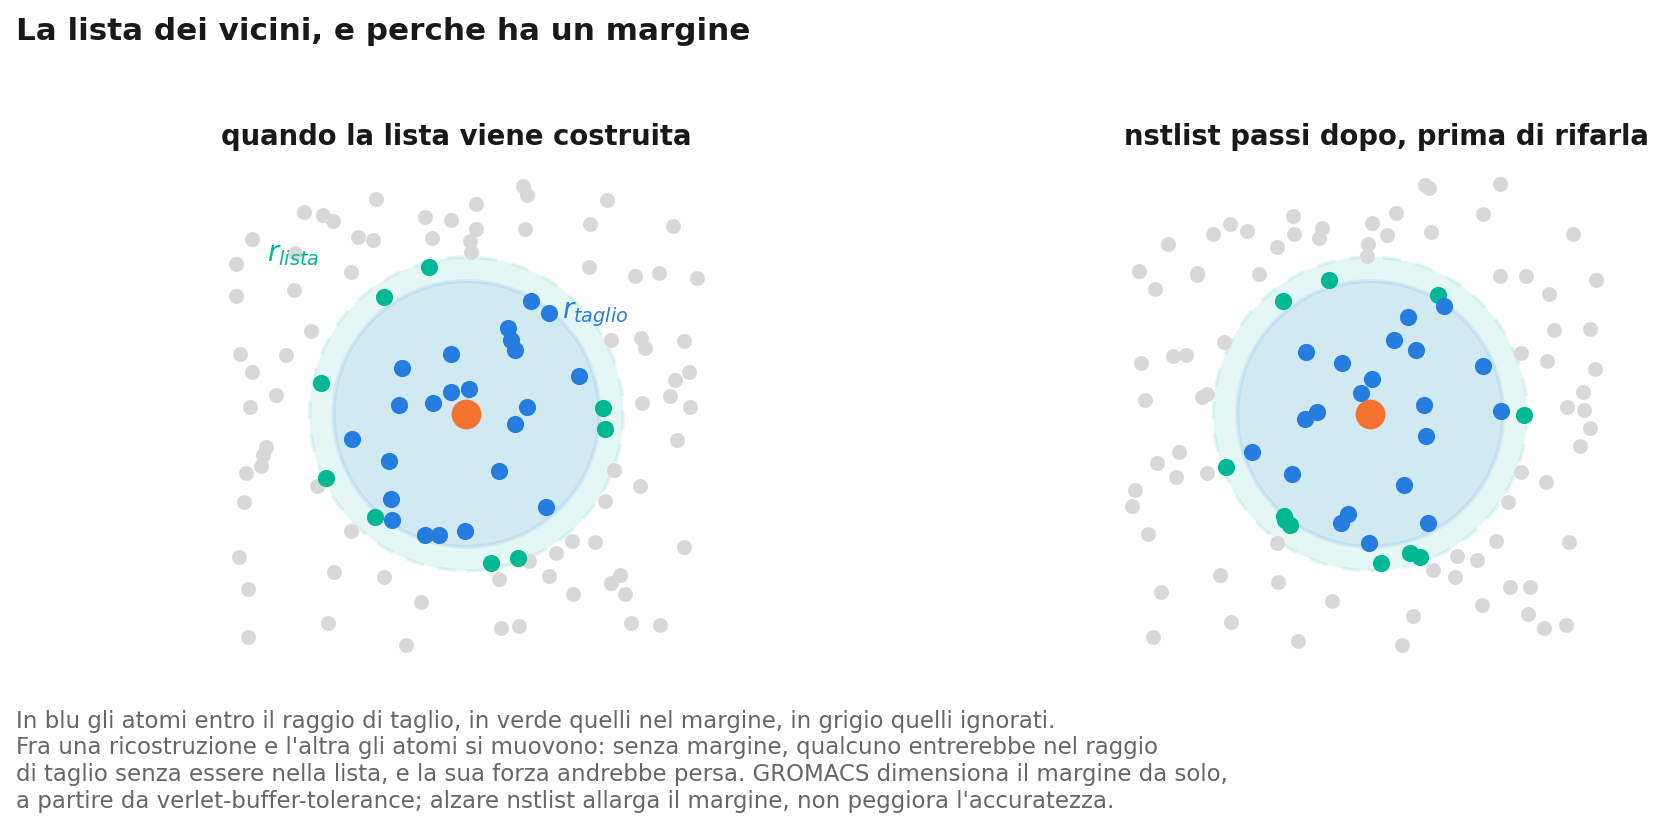 La lista dei vicini, e perche ha un margine
quando la lista viene costruita
nstlist passi dopo, prima di rifarla
r_lista
r_taglio
In blu gli atomi entro il raggio di taglio, in verde quelli nel margine, in grigio quelli ignorati.
Fra una ricostruzione e l'altra gli atomi si muovono: senza margine, qualcuno entrerebbe nel raggio
di taglio senza essere nella lista, e la sua forza andrebbe persa. GROMACS dimensiona il margine da solo,
a partire da verlet-buffer-tolerance; alzare nstlist allarga il margine, non peggiora l'accuratezza.